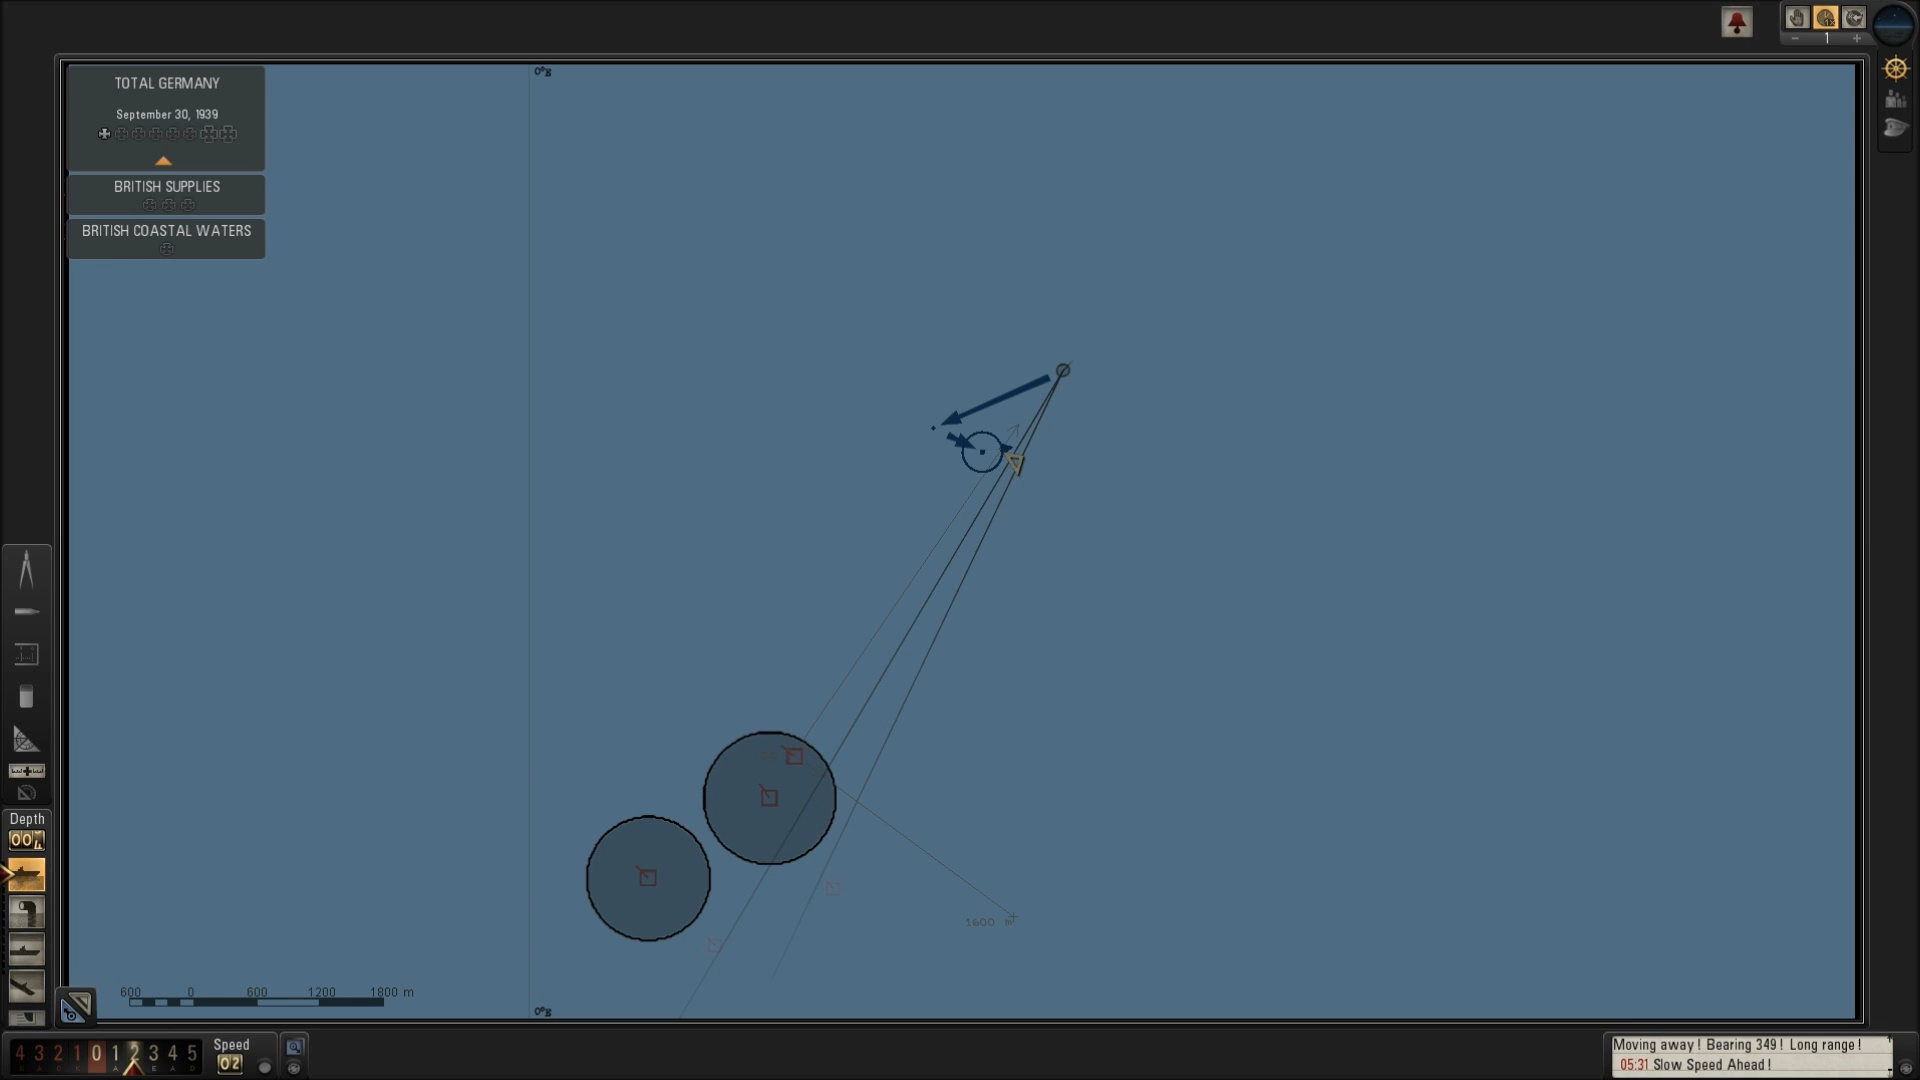 1
0°E
TOTAL GERMANY
September 30, 1939
BRITISH SUPPLIES
BRITISH COASTAL WATERS
1600 m
Depth
600 0 600 1200 1800 m
0°E
4 3 2 1 0 1 2 3 4 5
Speed
02
Moving away! Bearing 349! Long range!
05:31 Slow Speed Ahead!